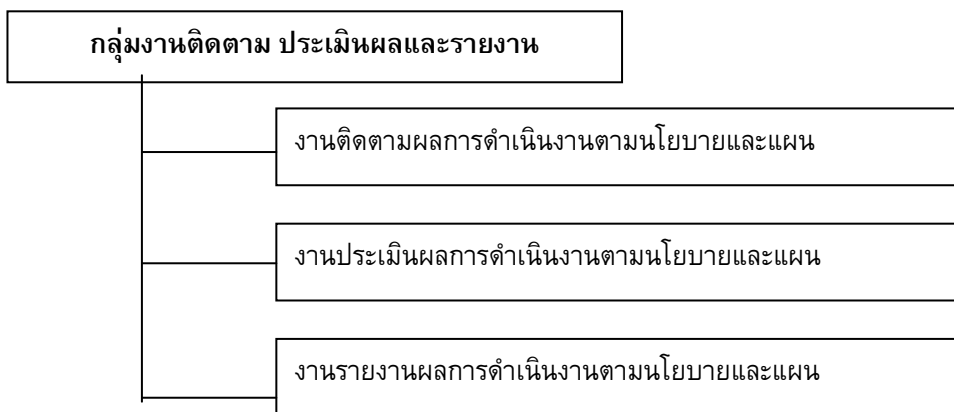 กลุ่มงานติดตาม ประเมินผลและรายงาน
งานติดตามผลการดำเนินงานตามนโยบายและแผน
งานประเมินผลการดำเนินงานตามนโยบายและแผน
งานรายงานผลการดำเนินงานตามนโยบายและแผน